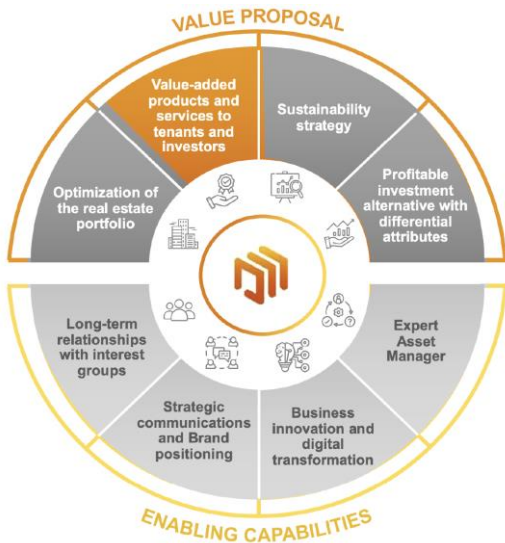 VALUE PROPOSAL
Value-added
products and
services to
tenants and
investors
Sustainability
strategy
Optimization of
the real estate
portfolio
Profitable
investment
alternative with
differential
attributes
Long-term
relationships
with interest
groups
Expert
Asset
Manager
Strategic
communications
and Brand
positioning
Business
innovation and
digital
transformation
ENABLING CAPABILITIES